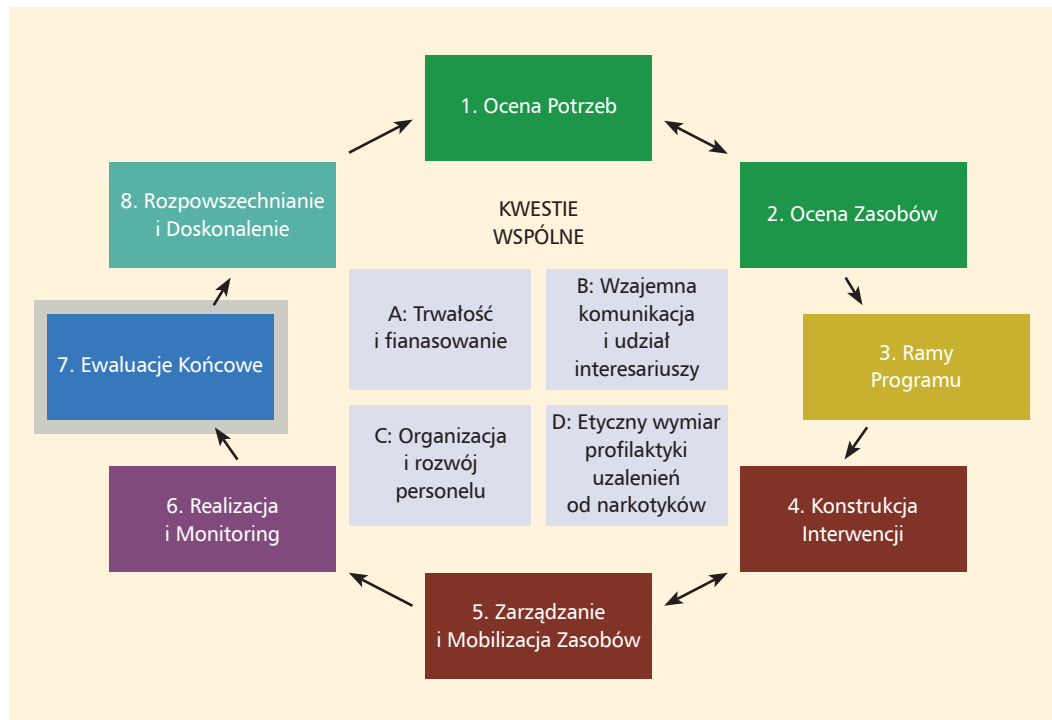 1. Ocena Potrzeb
2. Ocena Zasobów
3. Ramy
Programu
4. Konstrukcja
Interwencji
5. Zarządzanie
i Mobilizacja Zasobów
6. Realizacja
i Monitoring
7. Ewaluacje Końcowe
8. Rozpowszechnianie
i Doskonalenie
KWESTIE
WSPÓLNE
A: Trwałość
i fianasowanie
B: Wzajemna
komunikacja
i udział
interesariuszy
C: Organizacja
i rozwój
personelu
D: Etyczny wymiar
profilaktyki
uzalenień
od narkotyków